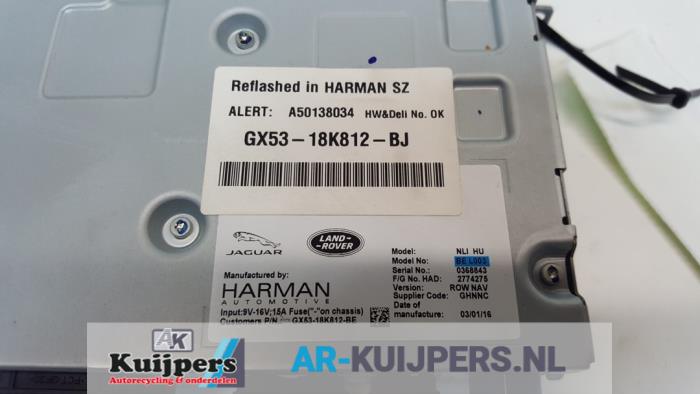 Reflashed in HARMAN SZ
ALERT: A50138034 HW&Deli No. OK
GX53-18K812-BJ
JAGUAR
LAND-ROVER
Manufactured by:
HARMAN
AUTOMOTIVE
Input:9V-16V;15A Fuse("-"on chassis)
Customers P/N: GX53-18K812-BE
Model: NLI HU
Model No: BE L003
Serial No.: 0368843
F/G No. HAD: 2774275
Version: ROW NAV
Supplier Code: GHNNC
Date of
manufacture: 03/01/16
AK
Kuijpers
Autorecycling & onderdelen
AR-KUIJPERS.NL